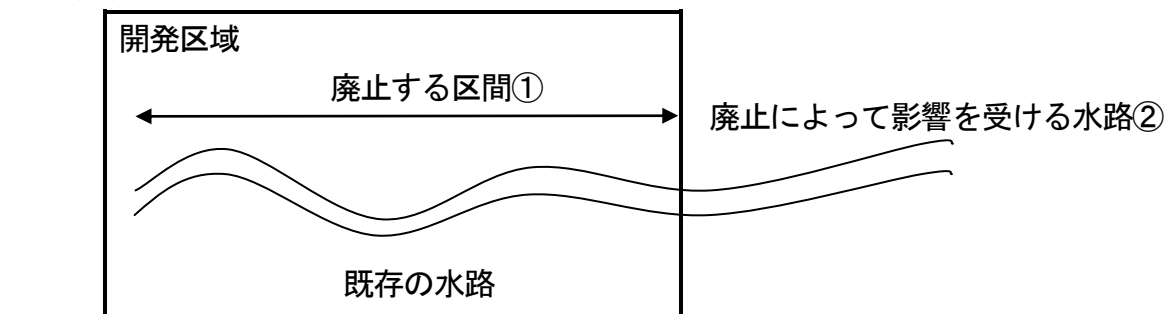 開発区域
廃止する区間①
廃止によって影響を受ける水路②
既存の水路